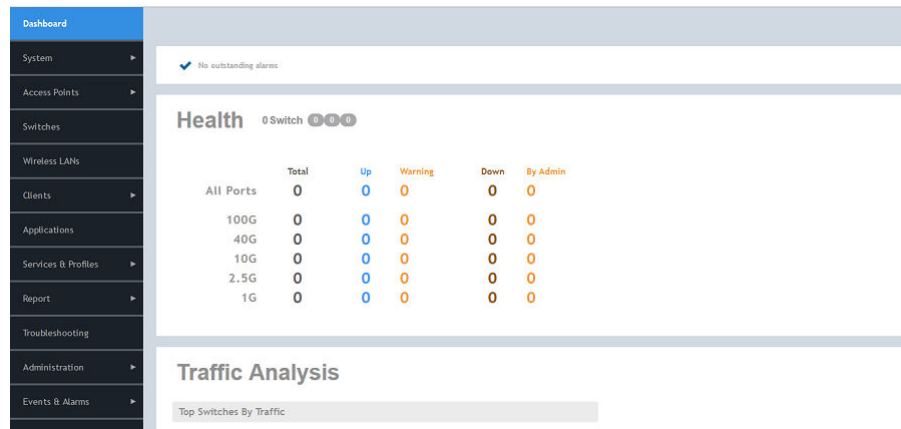 Dashboard
System
Access Points
Switches
Wireless LANs
Clients
Applications
Services & Profiles
Report
Troubleshooting
Administration
Events & Alarms
No outstanding alarms
Health 0 Switch 0 0 0
Total Up Warning Down By Admin
All Ports 0 0 0 0 0
100G 0 0 0 0 0
40G 0 0 0 0 0
10G 0 0 0 0 0
2.5G 0 0 0 0 0
1G 0 0 0 0 0
Traffic Analysis
Top Switches By Traffic